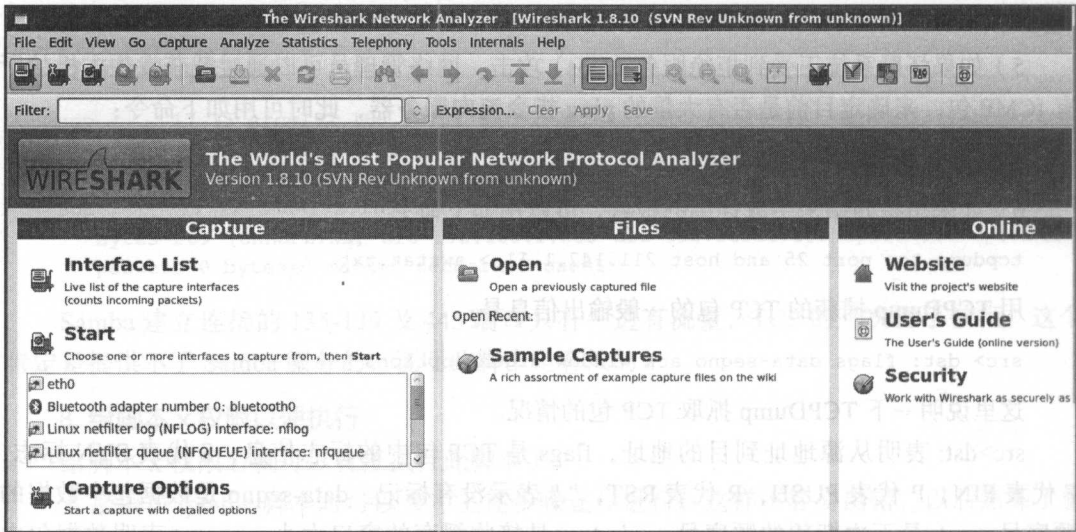 The Wireshark Network Analyzer [Wireshark 1.8.10 (SVN Rev Unknown from unknown)]
File Edit View Go Capture Analyze Statistics Telephony Tools Internals Help
Filter: Expression... Clear Apply Save
WIRESHARK
The World's Most Popular Network Protocol Analyzer
Version 1.8.10 (SVN Rev Unknown from unknown)
Capture
Interface List
Live list of the capture interfaces
(counts incoming packets)
Start
Choose one or more interfaces to capture from, then Start
eth0
Bluetooth adapter number 0: bluetooth0
Linux netfilter log (NFLOG) interface: nflog
Linux netfilter queue (NFQUEUE) interface: nfqueue
Capture Options
Start a capture with detailed options
Files
Open
Open a previously captured file
Open Recent:
Sample Captures
A rich assortment of example capture files on the wiki
Online
Website
Visit the project's website
User's Guide
The User's Guide (online version)
Security
Work with Wireshark as securely as